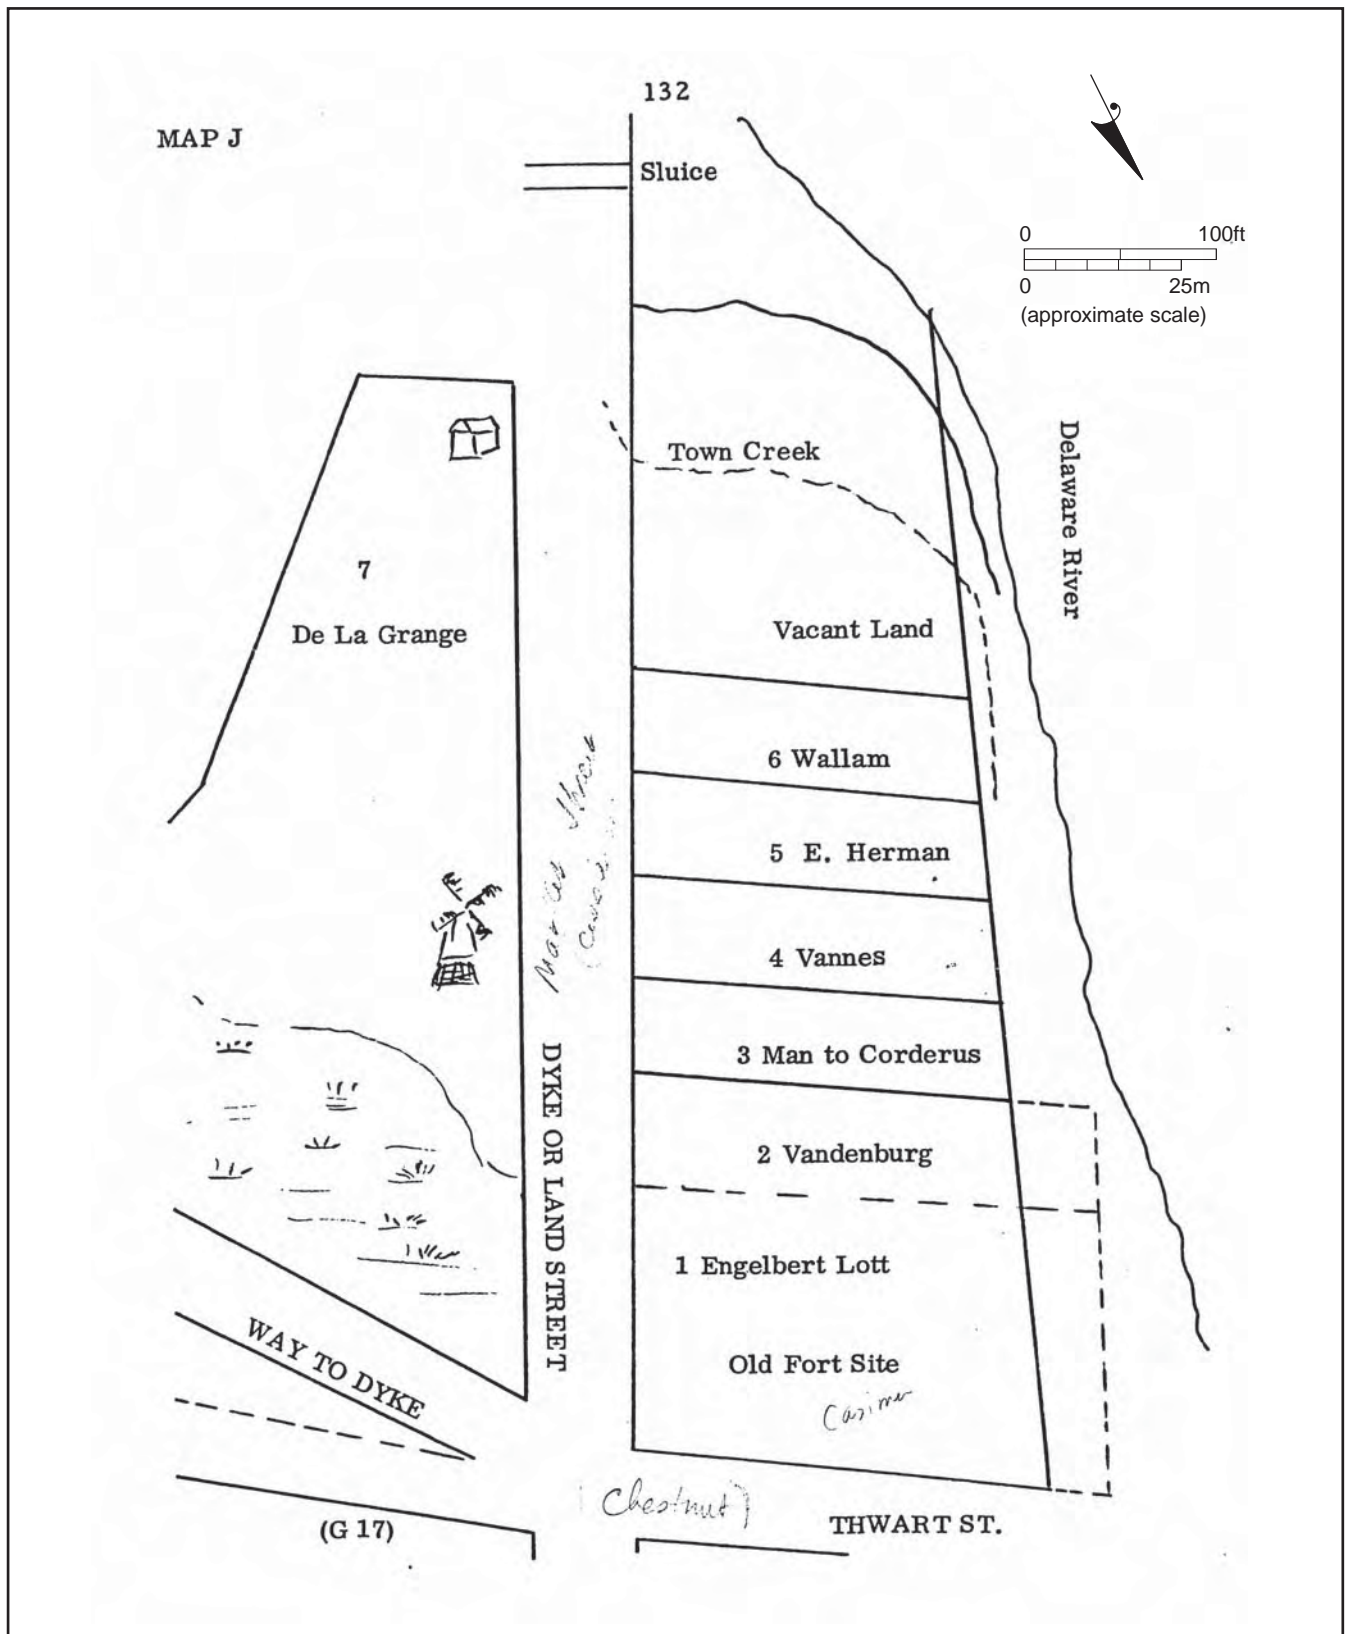 132
MAP J
Sluice
0 100ft
0 25m
(approximate scale)
Town Creek
Delaware River
7
De La Grange
Vacant Land
6 Wallam
5 E. Herman
4 Vannes
3 Man to Corderus
DYKE OR LAND STREET
2 Vandenburg
1 Engelbert Lott
WAY TO DYKE
Old Fort Site
Casimer
(Chestnut)
(G 17)
THWART ST.